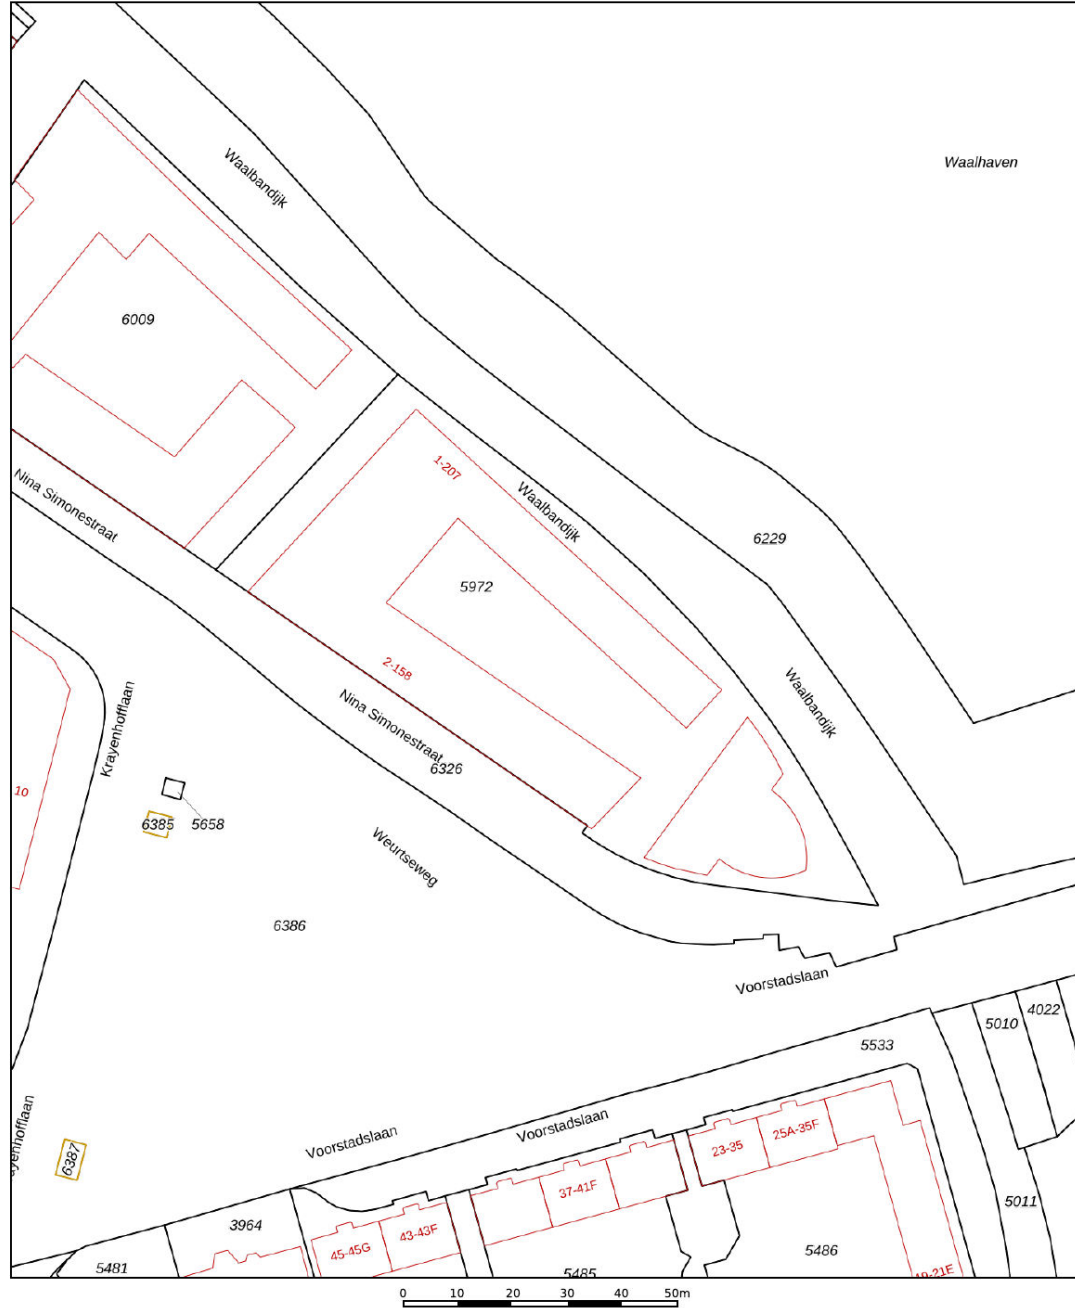 Waalbandijk
Waalhaven
6009
1-207
Nina Simonestraat
Waalbandijk
6229
5972
2-158
Krayenhofflaan
Nina Simonestraat
6326
Waalbandijk
10
6385
5658
Weurtseweg
6386
Voorstadslaan
4022
5010
5533
Voorstadslaan
Voorstadslaan
23-35
25A-35F
yenhofflaan
6387
37-41F
5011
3964
43-43F
45-45G
5486
5481
5485
19-21E
0 10 20 30 40 50m